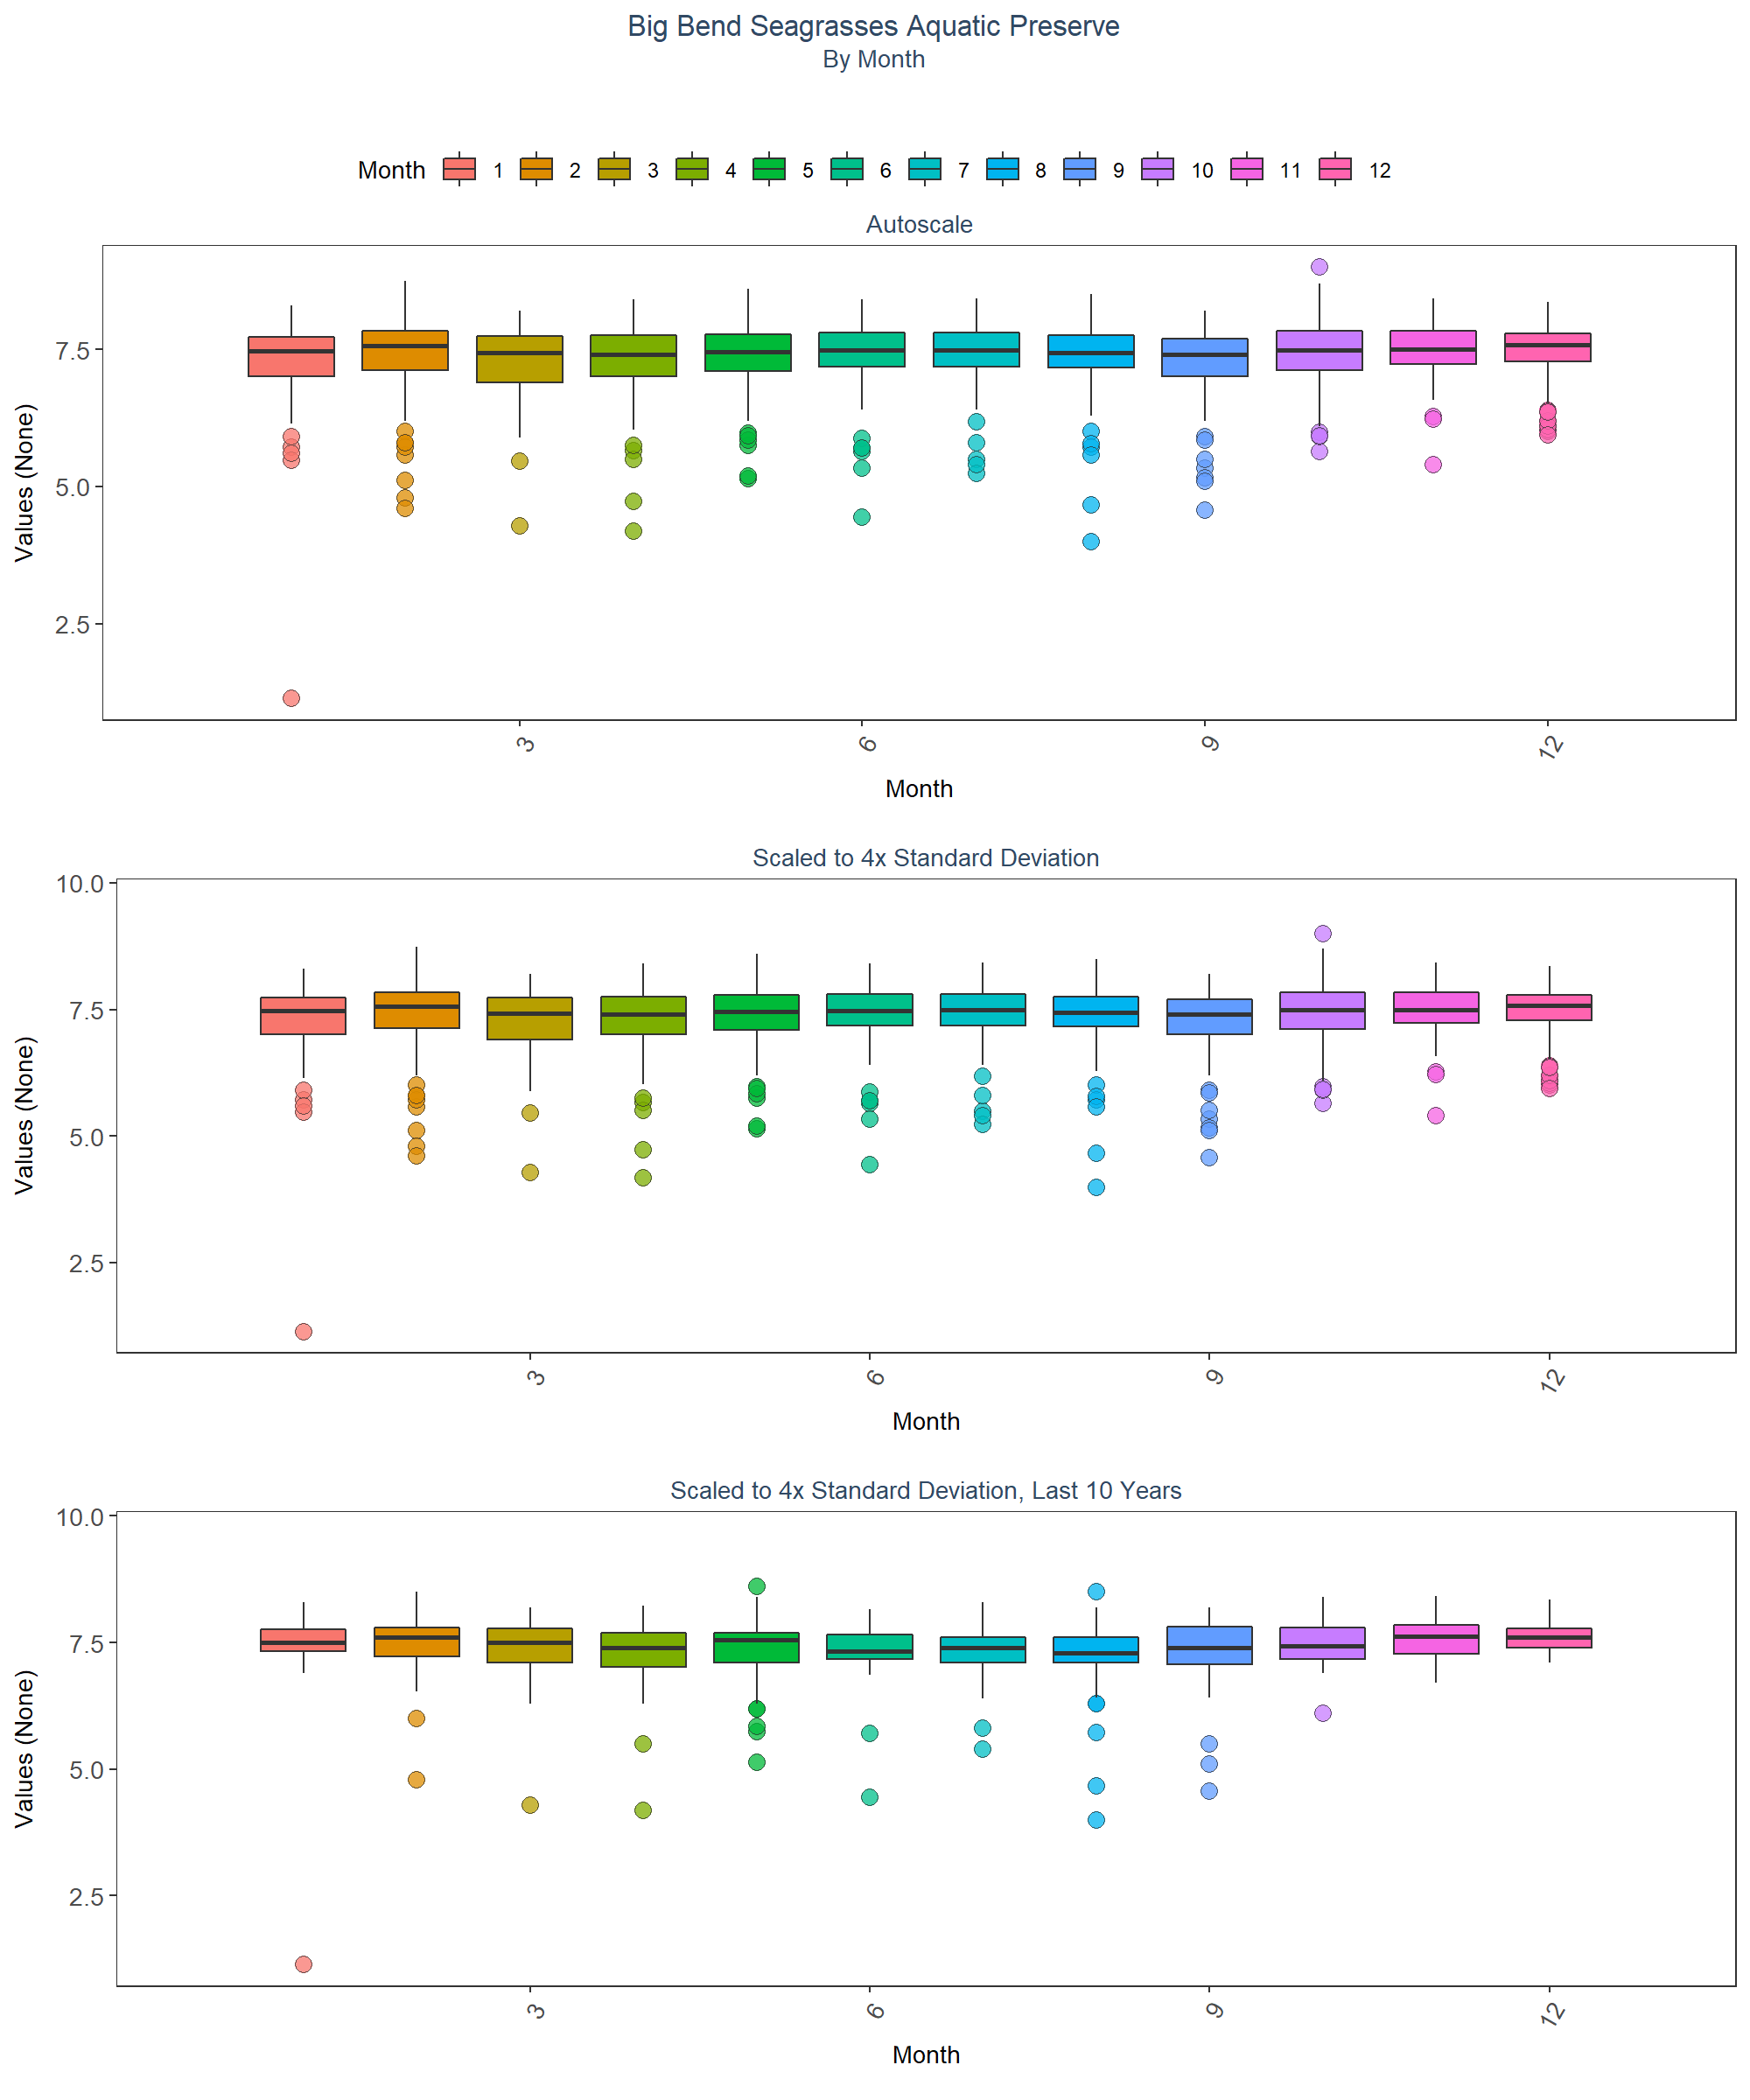 Big Bend Seagrasses Aquatic Preserve
By Month
Month 1 2 3 4 5 6 7 8 9 10 11 12
Autoscale
Values (None)
7.5
5.0
2.5
3 6 9 12
Month
Scaled to 4x Standard Deviation
Values (None)
10.0
7.5
5.0
2.5
3 6 9 12
Month
Scaled to 4x Standard Deviation, Last 10 Years
Values (None)
10.0
7.5
5.0
2.5
3 6 9 12
Month